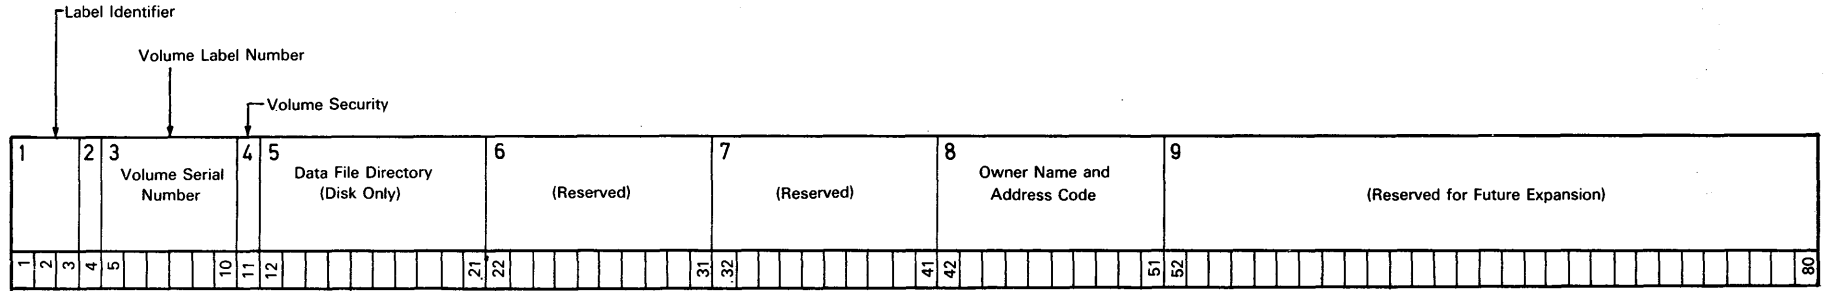 Label Identifier
Volume Label Number
Volume Security
1 2 3 4 5 6 7 8 9
Volume Serial
Number
Data File Directory
(Disk Only)
(Reserved)
(Reserved)
Owner Name and
Address Code
(Reserved for Future Expansion)
1 2 3 4 5 10 11 12 21 22 31 32 41 42 51 52 80